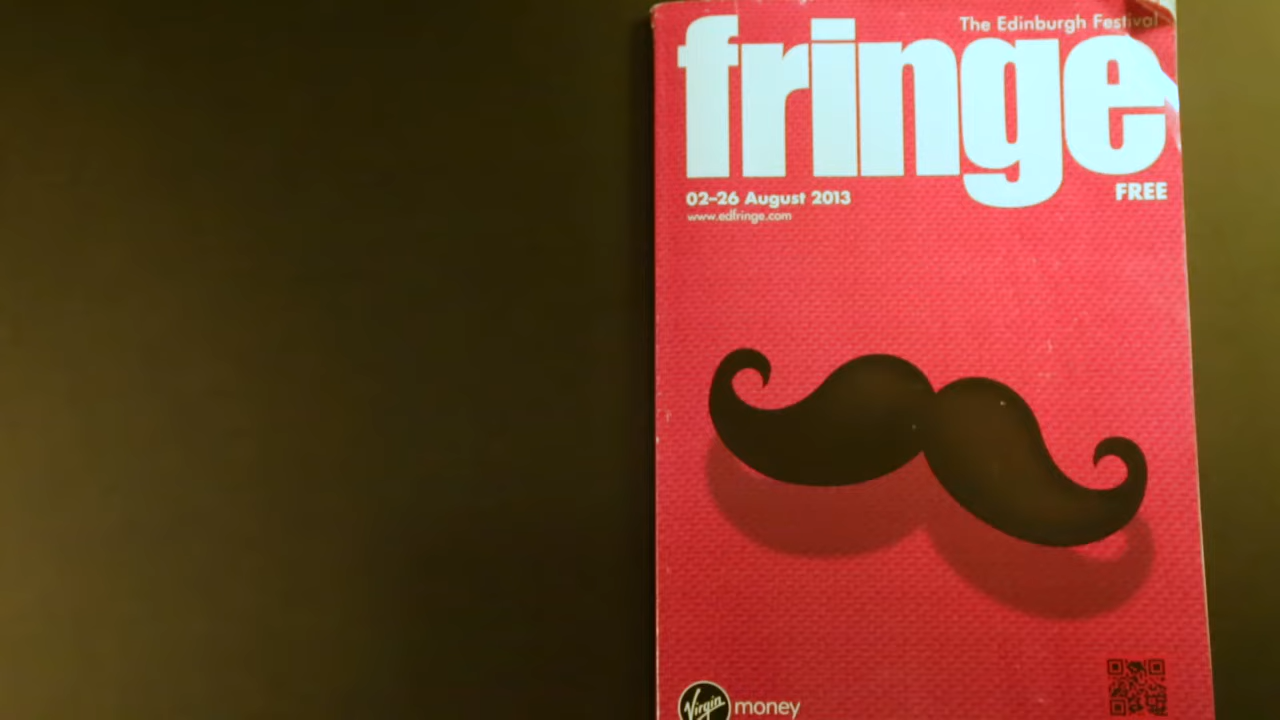 The Edinburgh Festival
fringe
02–26 August 2013
FREE
www.edfringe.com
Virgin money